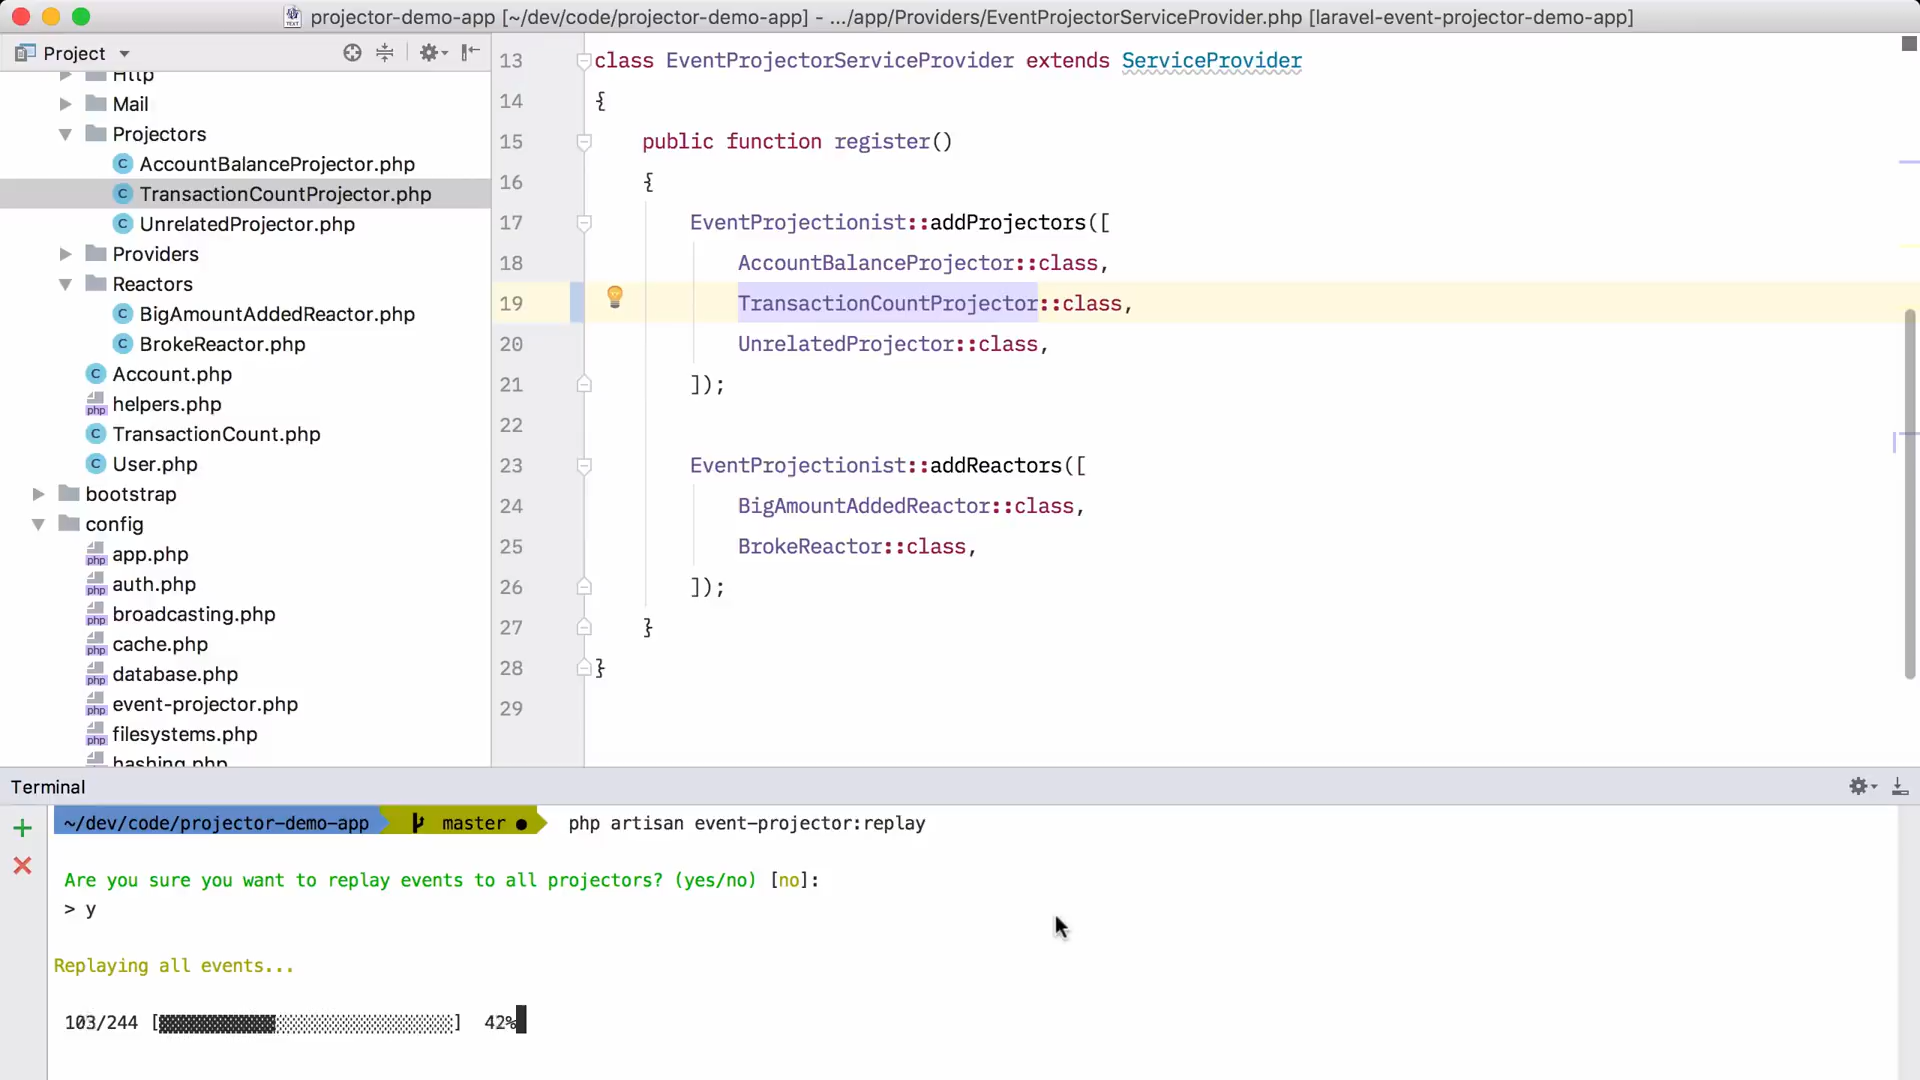 projector-demo-app [~/dev/code/projector-demo-app] - .../app/Providers/EventProjectorServiceProvider.php [laravel-event-projector-demo-app]
Project
Http
Mail
Projectors
AccountBalanceProjector.php
TransactionCountProjector.php
UnrelatedProjector.php
Providers
Reactors
BigAmountAddedReactor.php
BrokeReactor.php
Account.php
helpers.php
TransactionCount.php
User.php
bootstrap
config
app.php
auth.php
broadcasting.php
cache.php
database.php
event-projector.php
filesystems.php
hashing.php
13 class EventProjectorServiceProvider extends ServiceProvider
14 {
15 public function register()
16 {
17 EventProjectionist::addProjectors([
18 AccountBalanceProjector::class,
19 TransactionCountProjector::class,
20 UnrelatedProjector::class,
21 ]);
22
23 EventProjectionist::addReactors([
24 BigAmountAddedReactor::class,
25 BrokeReactor::class,
26 ]);
27 }
28 }
29
Terminal
~/dev/code/projector-demo-app master ● php artisan event-projector:replay
Are you sure you want to replay events to all projectors? (yes/no) [no]:
> y
Replaying all events...
103/244 [▓▓▓▓▓▓▓▓▓▓▓░░░░░░░░░░░░░░░░░] 42%